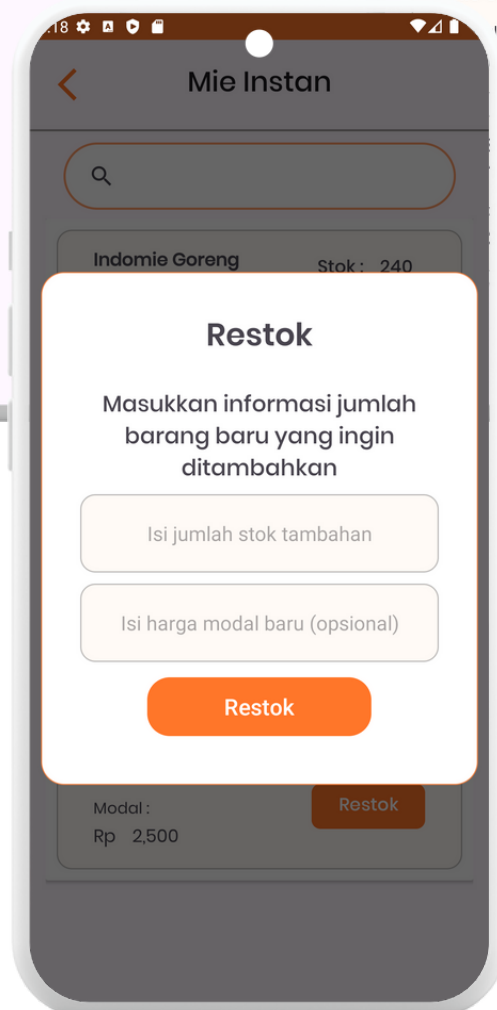 :18
Mie Instan
Indomie Goreng
Stok : 240
Restok
Masukkan informasi jumlah
barang baru yang ingin
ditambahkan
Isi jumlah stok tambahan
Isi harga modal baru (opsional)
Restok
Modal :
Rp 2,500
Restok